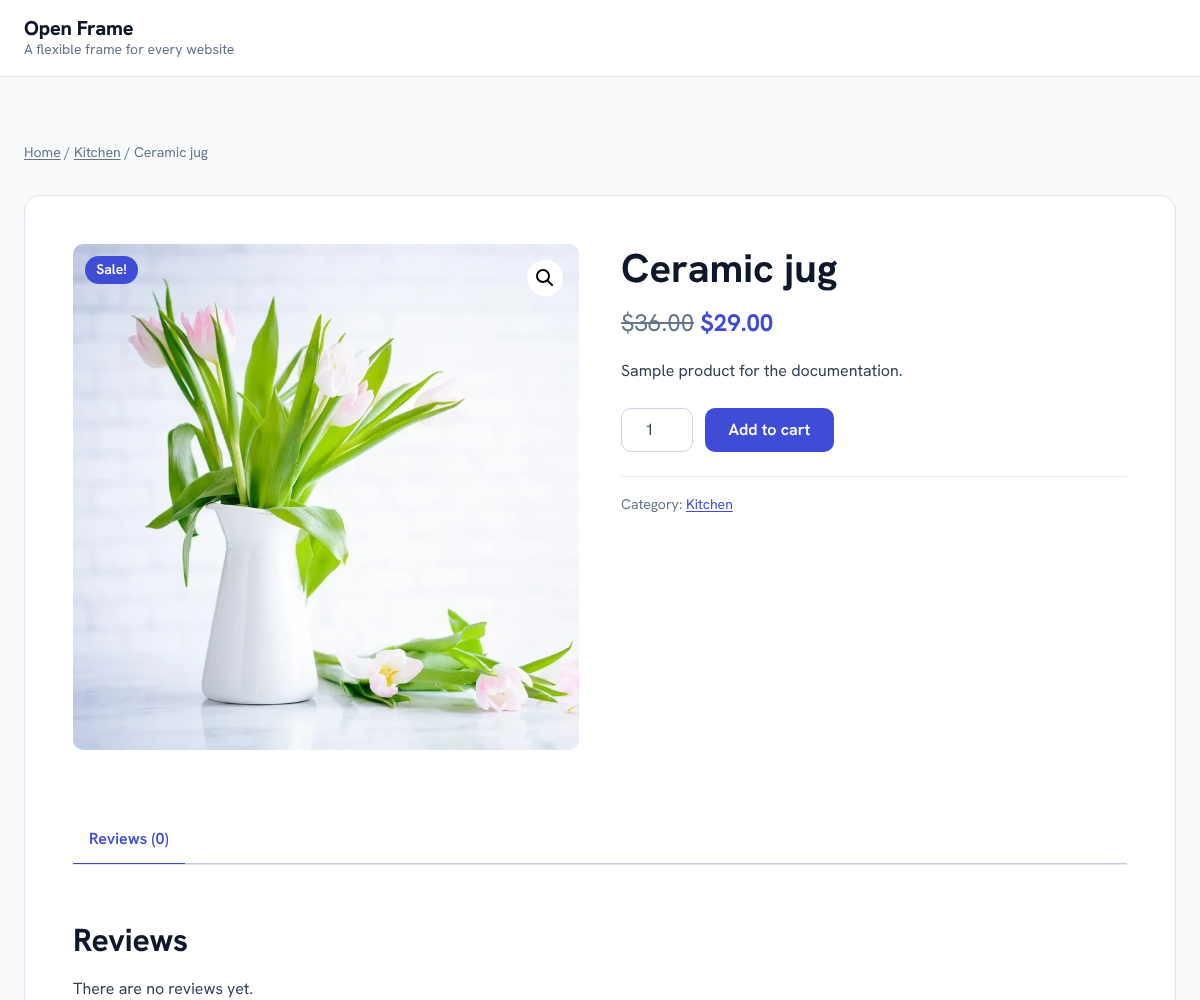 Open Frame
A flexible frame for every website
Home / Kitchen / Ceramic jug
Sale!
Ceramic jug
$36.00 $29.00
Sample product for the documentation.
1
Add to cart
Category: Kitchen
Reviews (0)
Reviews
There are no reviews yet.